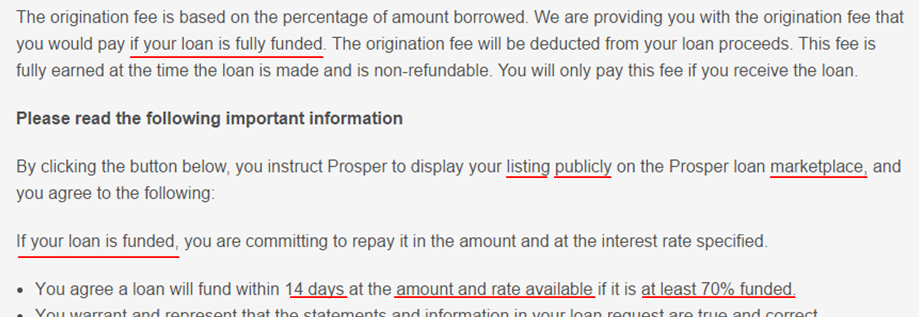 The origination fee is based on the percentage of amount borrowed. We are providing you with the origination fee that
you would pay if your loan is fully funded. The origination fee will be deducted from your loan proceeds. This fee is
fully earned at the time the loan is made and is non-refundable. You will only pay this fee if you receive the loan.
Please read the following important information
By clicking the button below, you instruct Prosper to display your listing publicly on the Prosper loan marketplace, and
you agree to the following:
If your loan is funded, you are committing to repay it in the amount and at the interest rate specified.
• You agree a loan will fund within 14 days at the amount and rate available if it is at least 70% funded.
• You warrant and represent that the statements and information in your loan request are true and correct